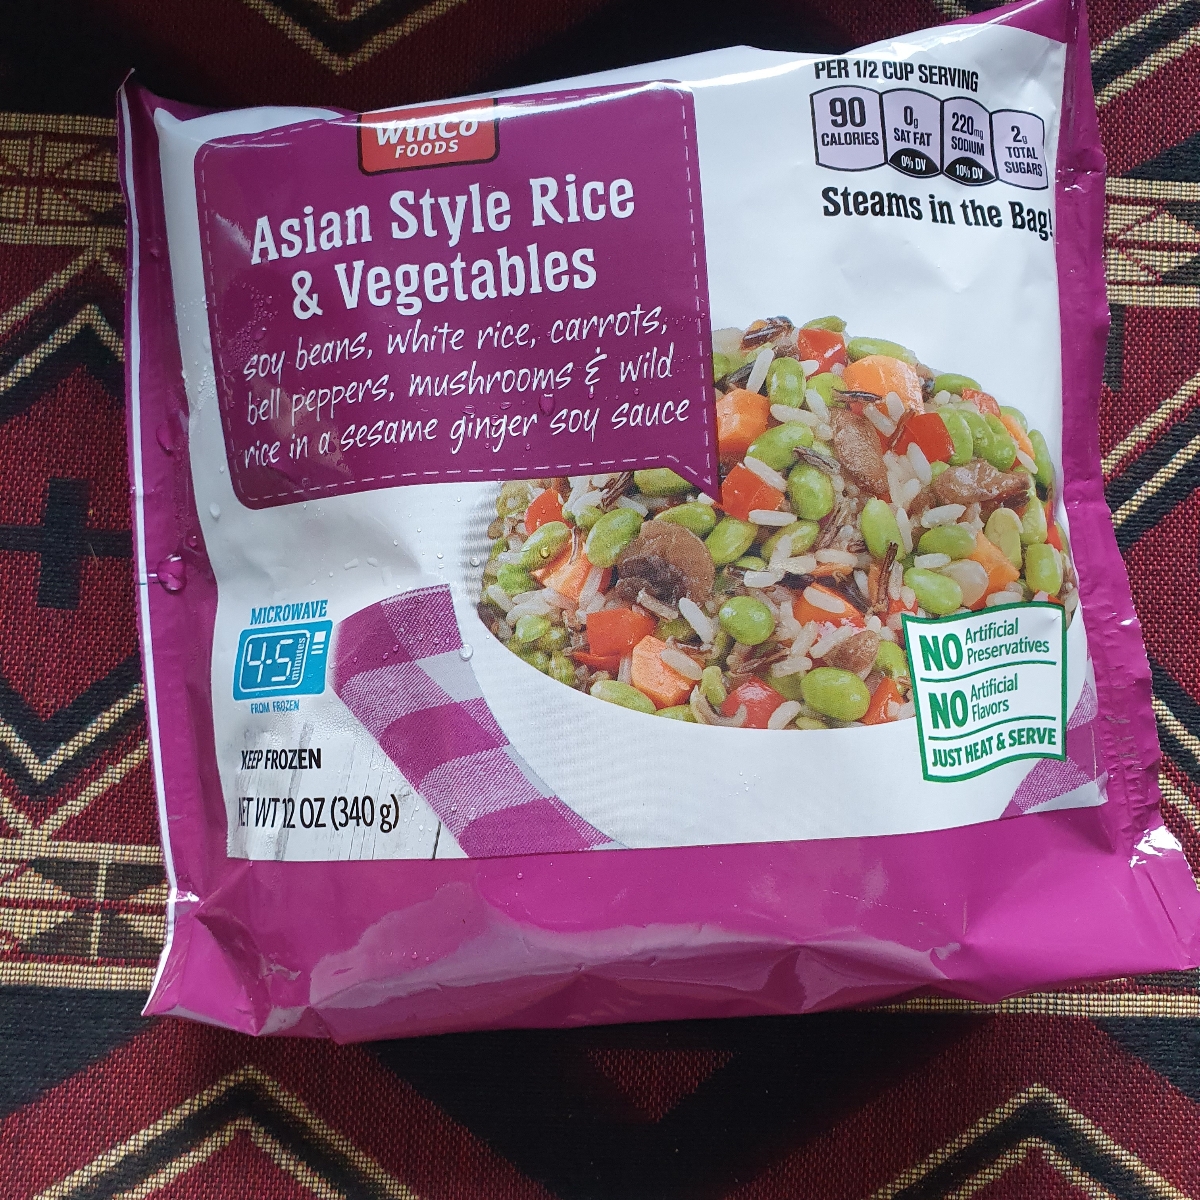 PER 1/2 CUP SERVING
90 CALORIES
0g SAT FAT 0% DV
220mg SODIUM 10% DV
2g TOTAL SUGARS
Steams in the Bag!
WinCo
FOODS
Asian Style Rice
& Vegetables
soy beans, white rice, carrots,
bell peppers, mushrooms & wild
rice in a sesame ginger soy sauce
MICROWAVE
4-5 minutes
FROM FROZEN
KEEP FROZEN
NET WT 12 OZ (340 g)
NO Artificial Preservatives
NO Artificial Flavors
JUST HEAT & SERVE